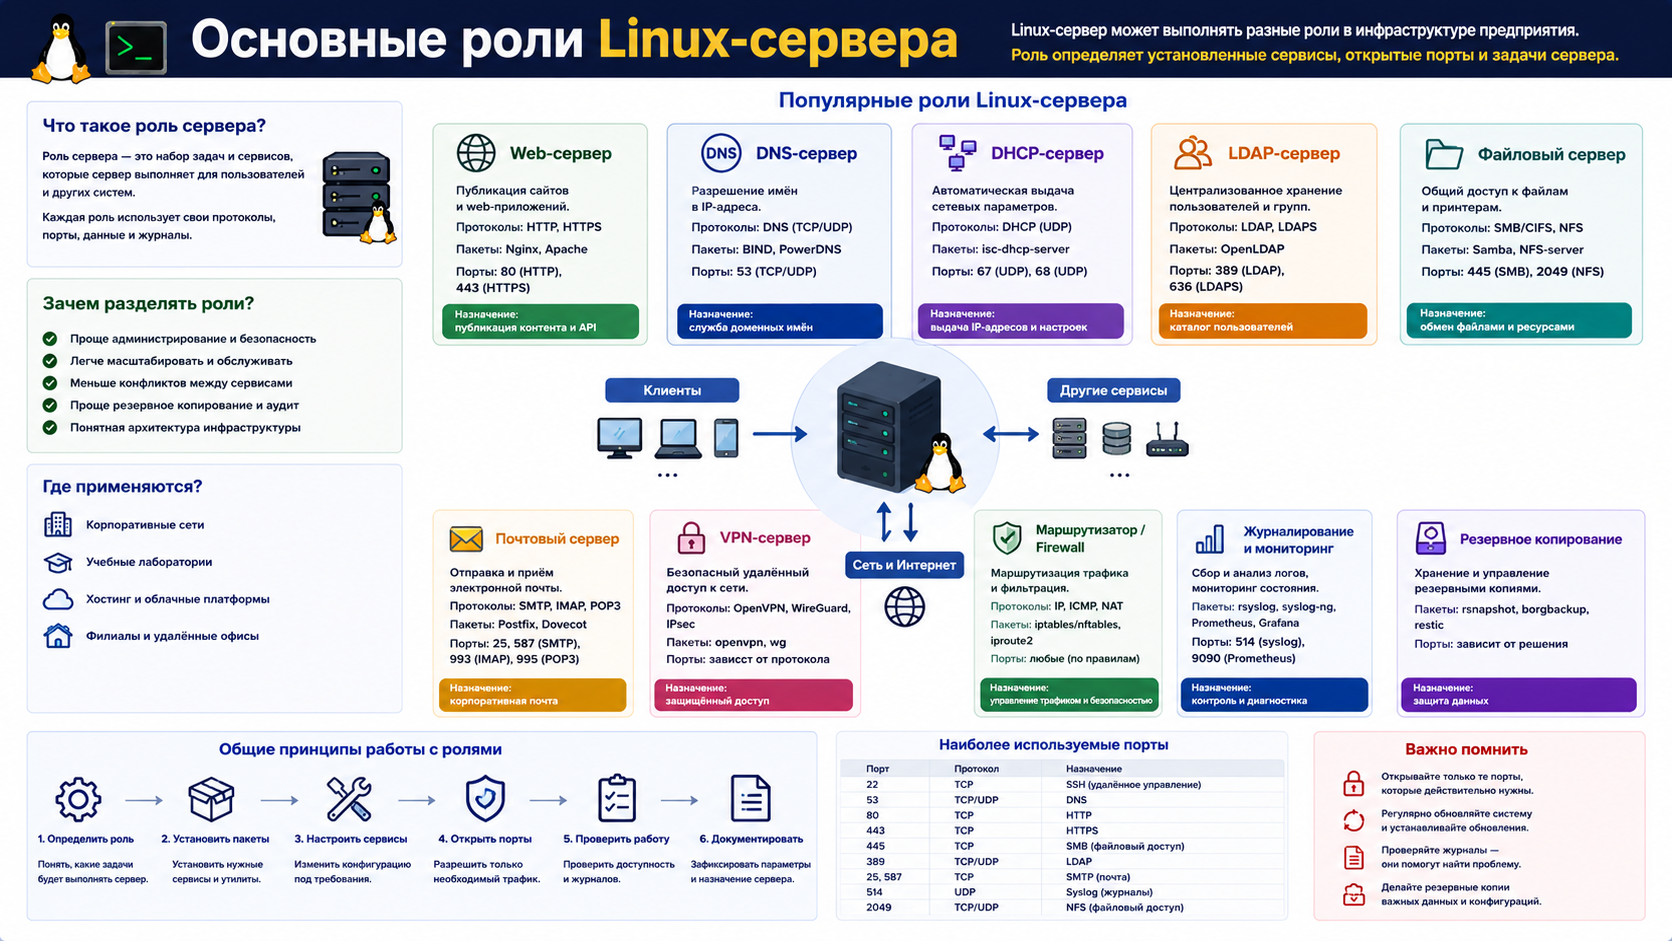 Основные роли Linux-сервера
Linux-сервер может выполнять разные роли в инфраструктуре предприятия.
Роль определяет установленные сервисы, открытые порты и задачи сервера.
Что такое роль сервера?
Роль сервера — это набор задач и сервисов,
которые сервер выполняет для пользователей
и других систем.
Каждая роль использует свои протоколы,
порты, данные и журналы.
Зачем разделять роли?
Проще администрирование и безопасность
Легче масштабировать и обслуживать
Меньше конфликтов между сервисами
Проще резервное копирование и аудит
Понятная архитектура инфраструктуры
Где применяются?
Корпоративные сети
Учебные лаборатории
Хостинг и облачные платформы
Филиалы и удалённые офисы
Популярные роли Linux-сервера
Web-сервер
Публикация сайтов
и web-приложений.
Протоколы: HTTP, HTTPS
Пакеты: Nginx, Apache
Порты: 80 (HTTP),
443 (HTTPS)
Назначение:
публикация контента и API
DNS
DNS-сервер
Разрешение имён
в IP-адреса.
Протоколы: DNS (TCP/UDP)
Пакеты: BIND, PowerDNS
Порты: 53 (TCP/UDP)
Назначение:
служба доменных имён
DHCP-сервер
Автоматическая выдача
сетевых параметров.
Протоколы: DHCP (UDP)
Пакеты: isc-dhcp-server
Порты: 67 (UDP), 68 (UDP)
Назначение:
выдача IP-адресов и настроек
LDAP-сервер
Централизованное хранение
пользователей и групп.
Протоколы: LDAP, LDAPS
Пакеты: OpenLDAP
Порты: 389 (LDAP),
636 (LDAPS)
Назначение:
каталог пользователей
Файловый сервер
Общий доступ к файлам
и принтерам.
Протоколы: SMB/CIFS, NFS
Пакеты: Samba, NFS-server
Порты: 445 (SMB), 2049 (NFS)
Назначение:
обмен файлами и ресурсами
Клиенты
...
Другие сервисы
...
Сеть и Интернет
Почтовый сервер
Отправка и приём
электронной почты.
Протоколы: SMTP, IMAP, POP3
Пакеты: Postfix, Dovecot
Порты: 25, 587 (SMTP),
993 (IMAP), 995 (POP3)
Назначение:
корпоративная почта
VPN-сервер
Безопасный удалённый
доступ к сети.
Протоколы: OpenVPN, WireGuard,
IPsec
Пакеты: openvpn, wg
Порты: зависст от протокола
Назначение:
защищённый доступ
Маршрутизатор /
Firewall
Маршрутизация трафика
и фильтрация.
Протоколы: IP, ICMP, NAT
Пакеты: iptables/nftables,
iproute2
Порты: любые (по правилам)
Назначение:
управление трафиком и безопасностью
Журналирование
и мониторинг
Сбор и анализ логов,
мониторинг состояния.
Пакеты: rsyslog, syslog-ng,
Prometheus, Grafana
Порты: 514 (syslog),
9090 (Prometheus)
Назначение:
контроль и диагностика
Резервное копирование
Хранение и управление
резервными копиями.
Пакеты: rsnapshot, borgbackup,
restic
Порты: зависит от решения
Назначение:
защита данных
Общие принципы работы с ролями
1. Определить роль
Понять, какие задачи
будет выполнять сервер.
2. Установить пакеты
Установить нужные
сервисы и утилиты.
3. Настроить сервисы
Изменить конфигурацию
под требования.
4. Открыть порты
Разрешить только
необходимый трафик.
5. Проверить работу
Проверить доступность
и журналов.
6. Документировать
Зафиксировать параметры
и назначение сервера.
Наиболее используемые порты
Порт Протокол Назначение
22 TCP SSH (удалённое управление)
53 TCP/UDP DNS
80 TCP HTTP
443 TCP HTTPS
445 TCP SMB (файловый доступ)
389 TCP/UDP LDAP
25, 587 TCP SMTP (почта)
514 UDP Syslog (журналы)
2049 TCP/UDP NFS (файловый доступ)
Важно помнить
Открывайте только те порты,
которые действительно нужны.
Регулярно обновляйте систему
и устанавливайте обновления.
Проверяйте журналы —
они помогут найти проблему.
Делайте резервные копии
важных данных и конфигураций.